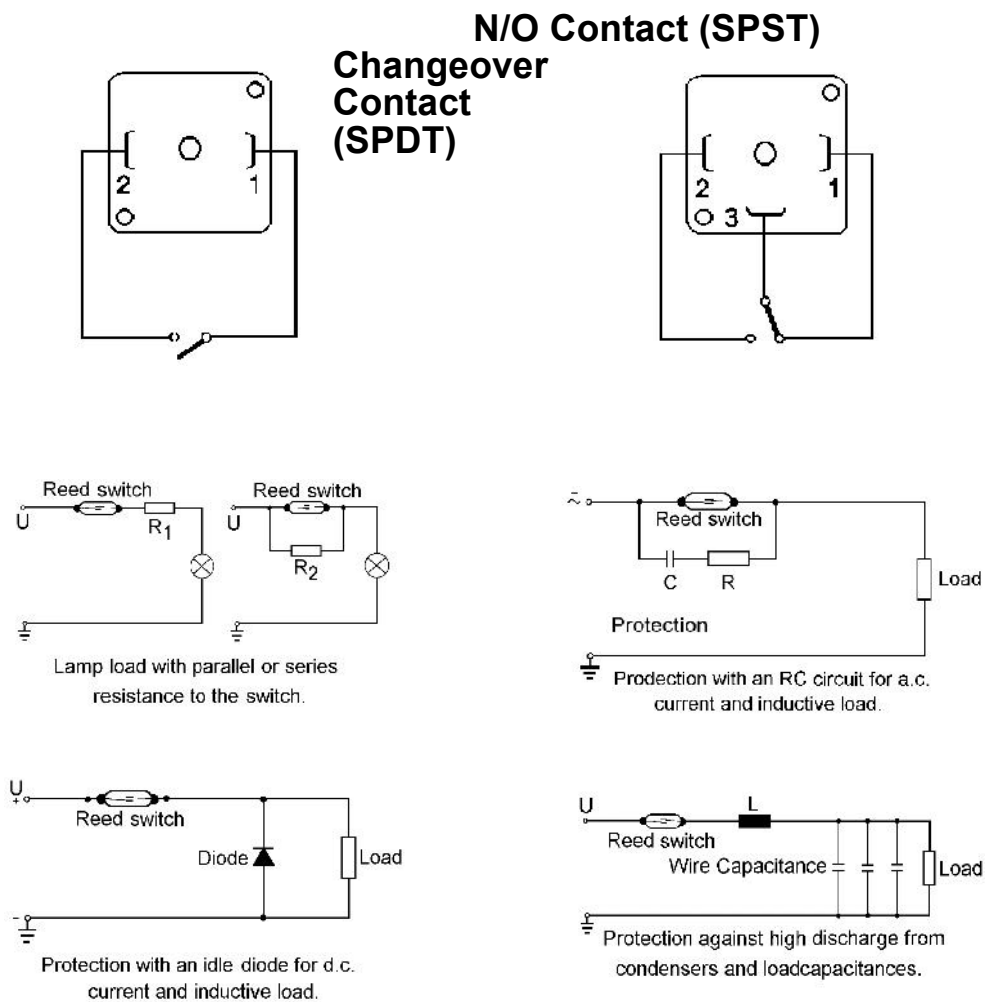 N/O Contact (SPST)
Changeover
Contact
(SPDT)
2
1
2
1
3
Reed switch
U
R1
Reed switch
U
R2
Lamp load with parallel or series
resistance to the switch.
~
Reed switch
C
R
Load
Protection
Prodection with an RC circuit for a.c.
current and inductive load.
U
+
Reed switch
Diode
Load
-
Protection with an idle diode for d.c.
current and inductive load.
U
L
Reed switch
Wire Capacitance
Load
Protection against high discharge from
condensers and loadcapacitances.